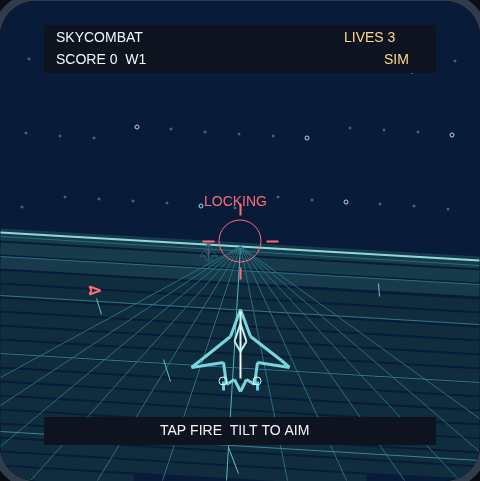 SKYCOMBAT LIVES 3
SCORE 0 W1 SIM
LOCKING
TAP FIRE TILT TO AIM